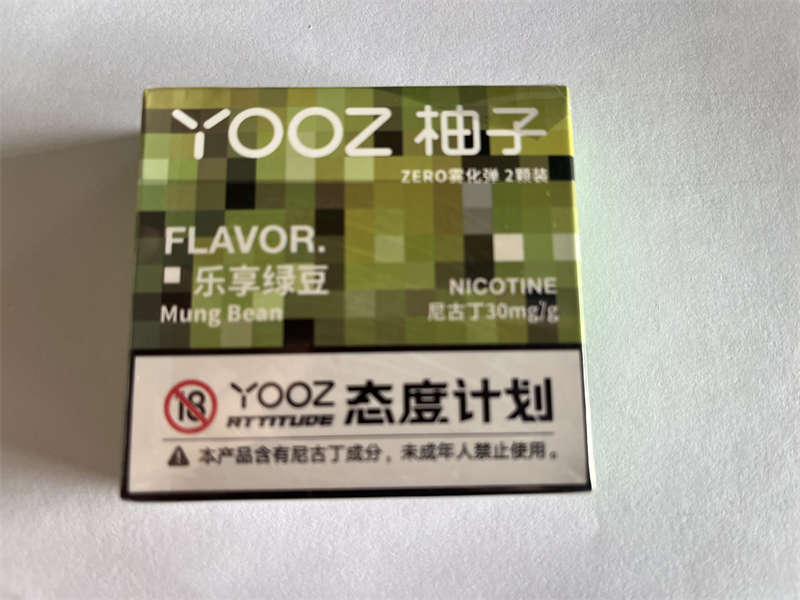 YOOZ 柚子
ZERO雾化弹 2颗装
FLAVOR.
乐享绿豆
Mung Bean
NICOTINE
尼古丁30mg/g
18 YOOZ ATTITUDE 态度计划
本产品含有尼古丁成分，未成年人禁止使用。